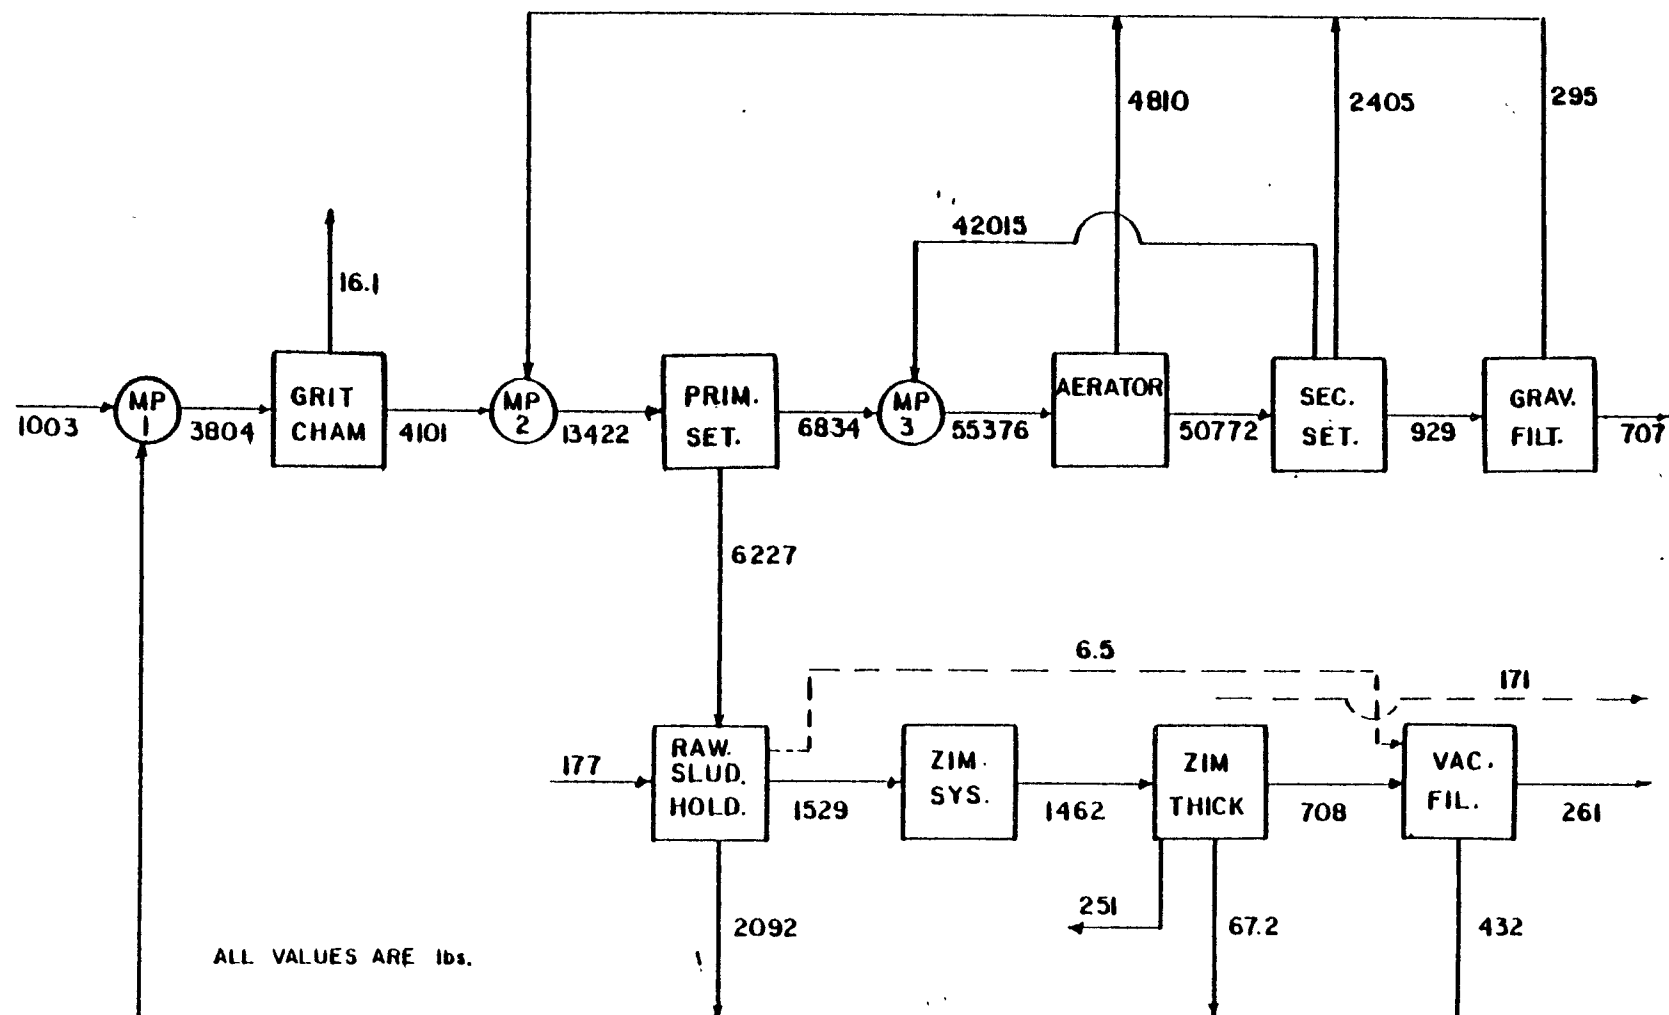 4810
2405
295
42015
16.1
GRIT
CHAM
PRIM.
SET.
AERATOR
SEC.
SET.
GRAV.
FILT.
MP
1
MP
2
MP
3
1003
3804
4101
13422
6834
55376
50772
929
707
6227
6.5
171
177
RAW.
SLUD.
HOLD.
1529
ZIM.
SYS.
1462
ZIM
THICK
708
VAC.
FIL.
261
251
2092
67.2
432
ALL VALUES ARE lbs.